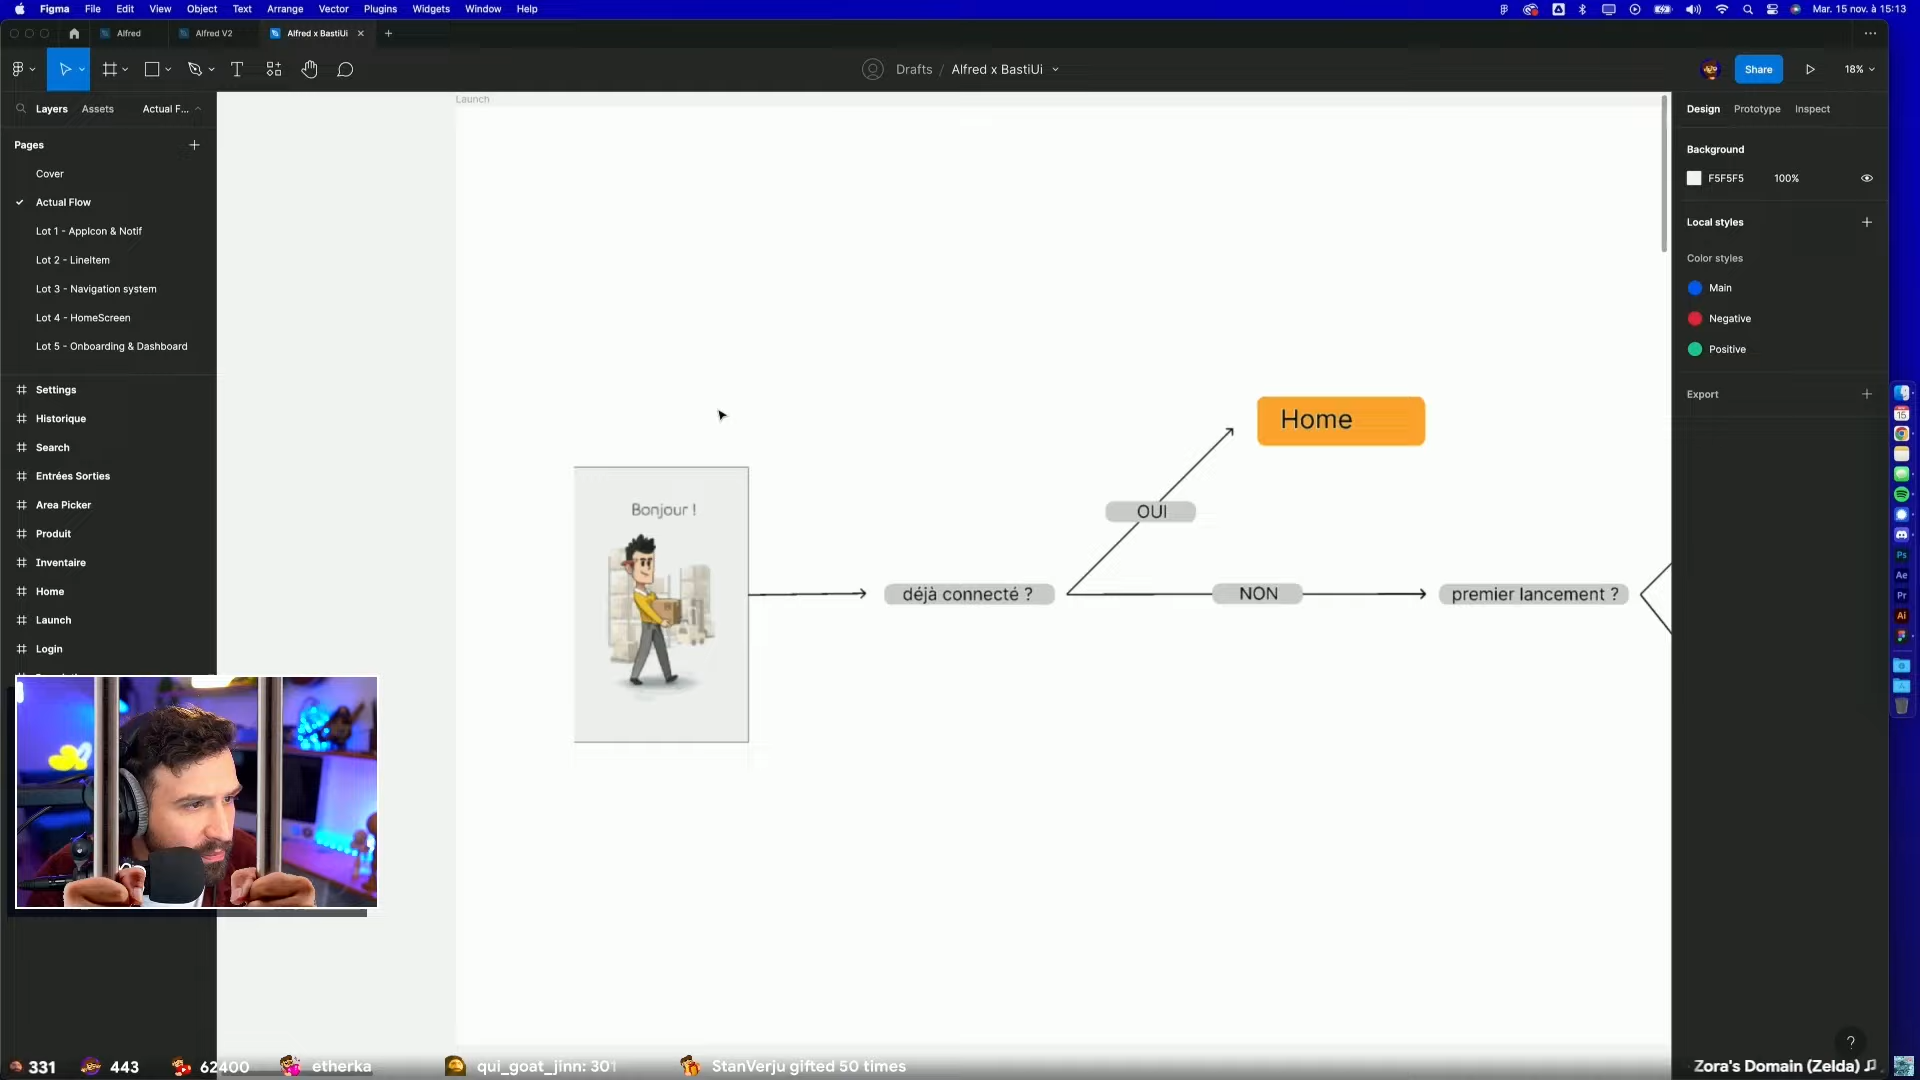 Figma File Edit View Object Text Arrange Vector Plugins Widgets Window Help
Mar. 15 nov. à 15:13
Alfred
Alfred V2
Alfred x BastiUi
Drafts / Alfred x BastiUi
Share
18%
Layers
Assets
Actual F...
Pages
Cover
Actual Flow
Lot 1 - AppIcon & Notif
Lot 2 - LineItem
Lot 3 - Navigation system
Lot 4 - HomeScreen
Lot 5 - Onboarding & Dashboard
Settings
Historique
Search
Entrées Sorties
Area Picker
Produit
Inventaire
Home
Launch
Login
Launch
Bonjour !
déjà connecté ?
OUI
Home
NON
premier lancement ?
Design
Prototype
Inspect
Background
F5F5F5
100%
Local styles
Color styles
Main
Negative
Positive
Export
15
Ps
Ae
Pr
Ai
?
331
443
62400
etherka
qui_goat_jinn: 301
StanVerju gifted 50 times
Zora's Domain (Zelda)